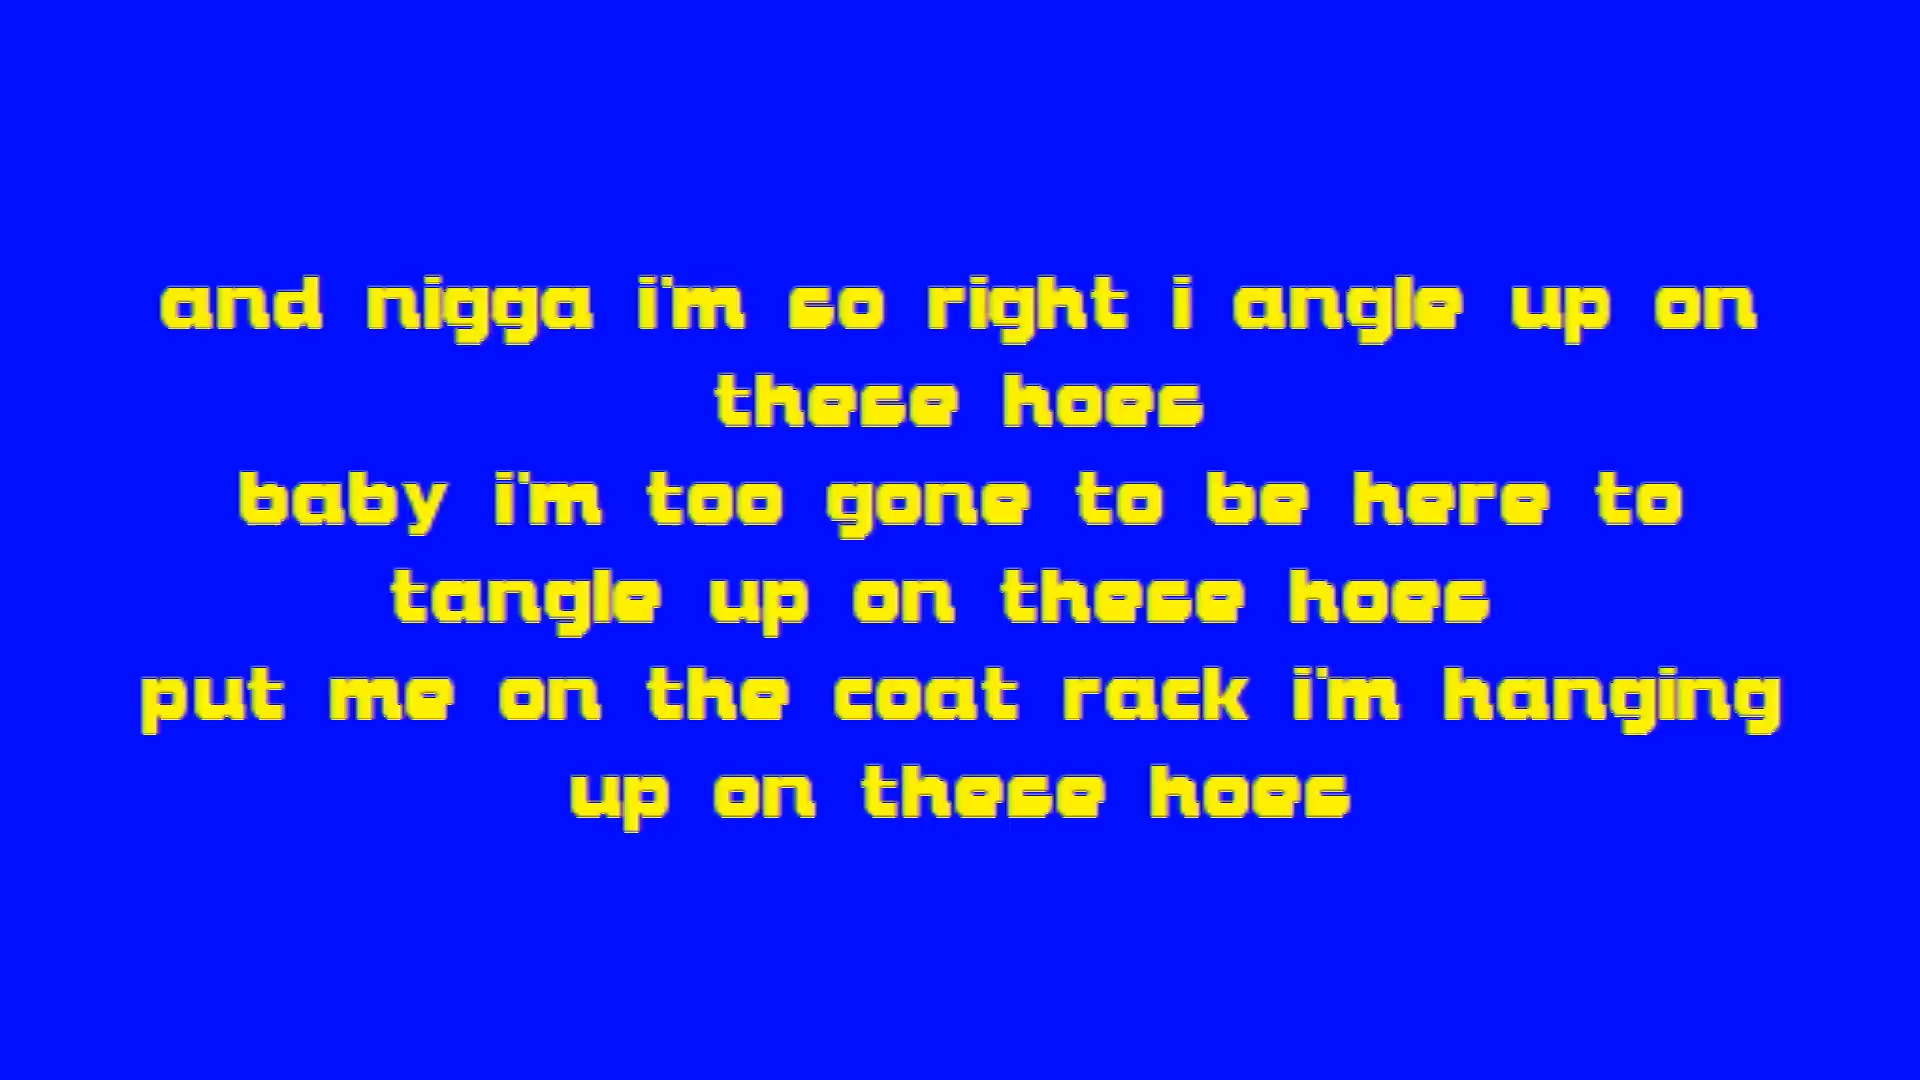 and nigga i'm so right i angle up on
these hoes
baby i'm too gone to be here to
tangle up on these hoes
put me on the coat rack i'm hanging
up on these hoes